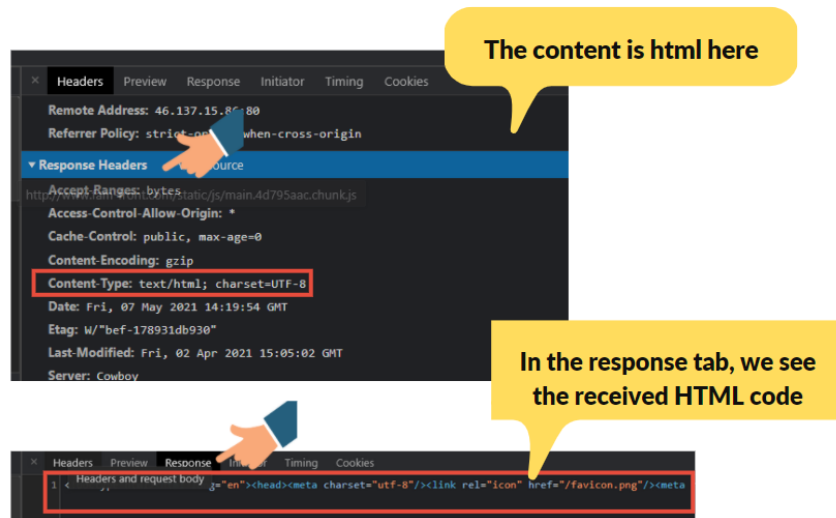 The content is html here
× Headers Preview Response Initiator Timing Cookies
Remote Address: 46.137.15.86:80
Referrer Policy: when-cross-origin
▼ Response Headers
Accept-Ranges: bytes
static/js/main.4d795aac.chunk.js
Access-Control-Allow-Origin: *
Cache-Control: public, max-age=0
Content-Encoding: gzip
Content-Type: text/html; charset=UTF-8
Date: Fri, 07 May 2021 14:19:54 GMT
Etag: W/"bef-178931db930"
Last-Modified: Fri, 02 Apr 2021 15:05:02 GMT
Server: Cowboy
In the response tab, we see
the received HTML code
× Headers Preview Response Timing Cookies
Headers and request body
1 < ="en"><head><meta charset="utf-8"/><link rel="icon" href="/favicon.png"/><meta